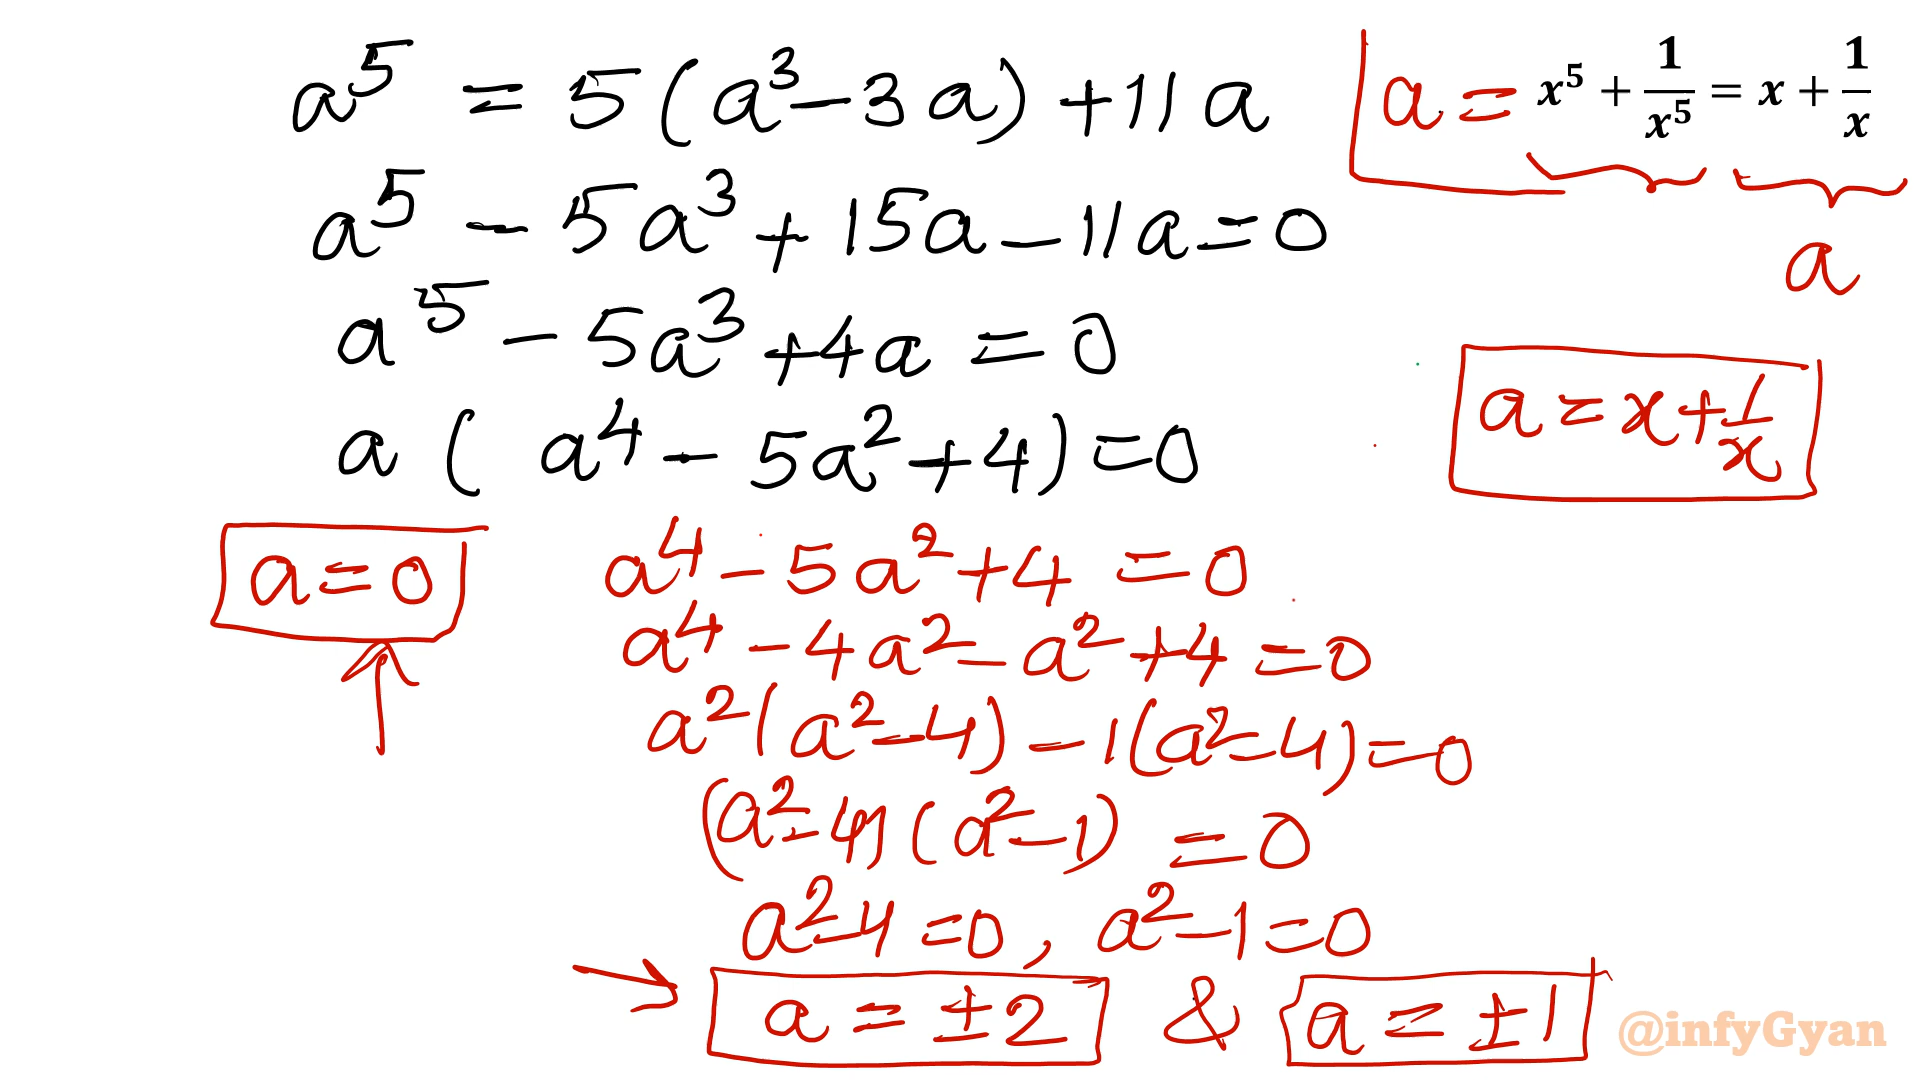 a⁵ = 5(a³ − 3a) + 11a
a = x⁵ + 1/x⁵ = x + 1/x
a
a⁵ − 5a³ + 15a − 11a = 0
a⁵ − 5a³ + 4a = 0
a = x + 1/x
a ( a⁴ − 5a² + 4) = 0
a = 0
a⁴ − 5a² + 4 = 0
a⁴ − 4a² − a² + 4 = 0
a²(a² − 4) − 1(a² − 4) = 0
(a² − 4)(a² − 1) = 0
a² − 4 = 0, a² − 1 = 0
a = ±2 & a = ±1
@infyGyan